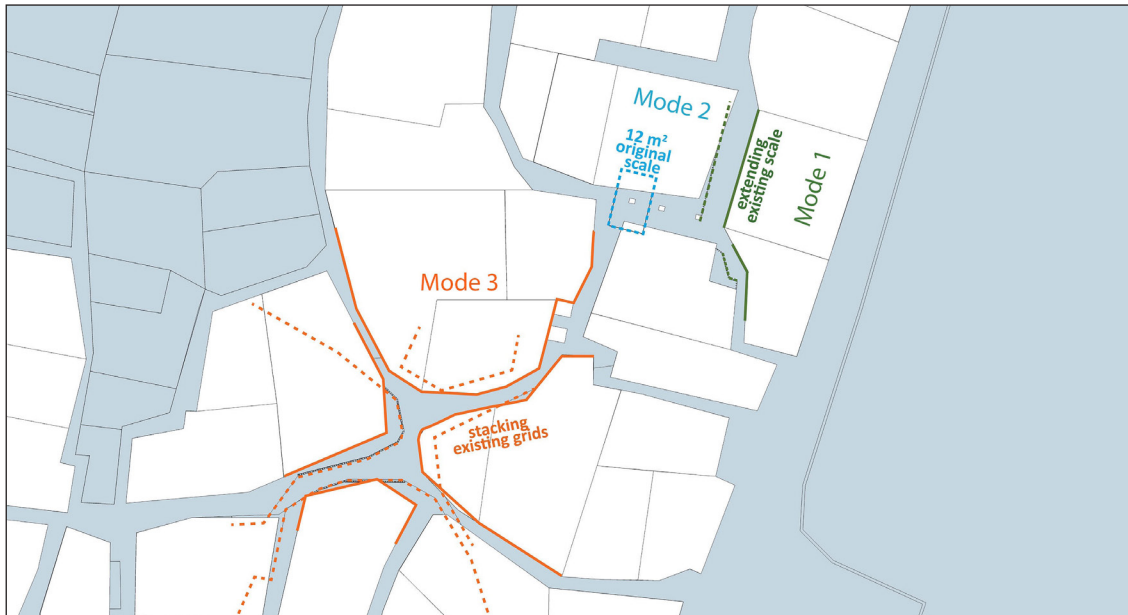 Mode 2
12 m²
original
scale
extending
existing scale
Mode 1
Mode 3
stacking
existing grids